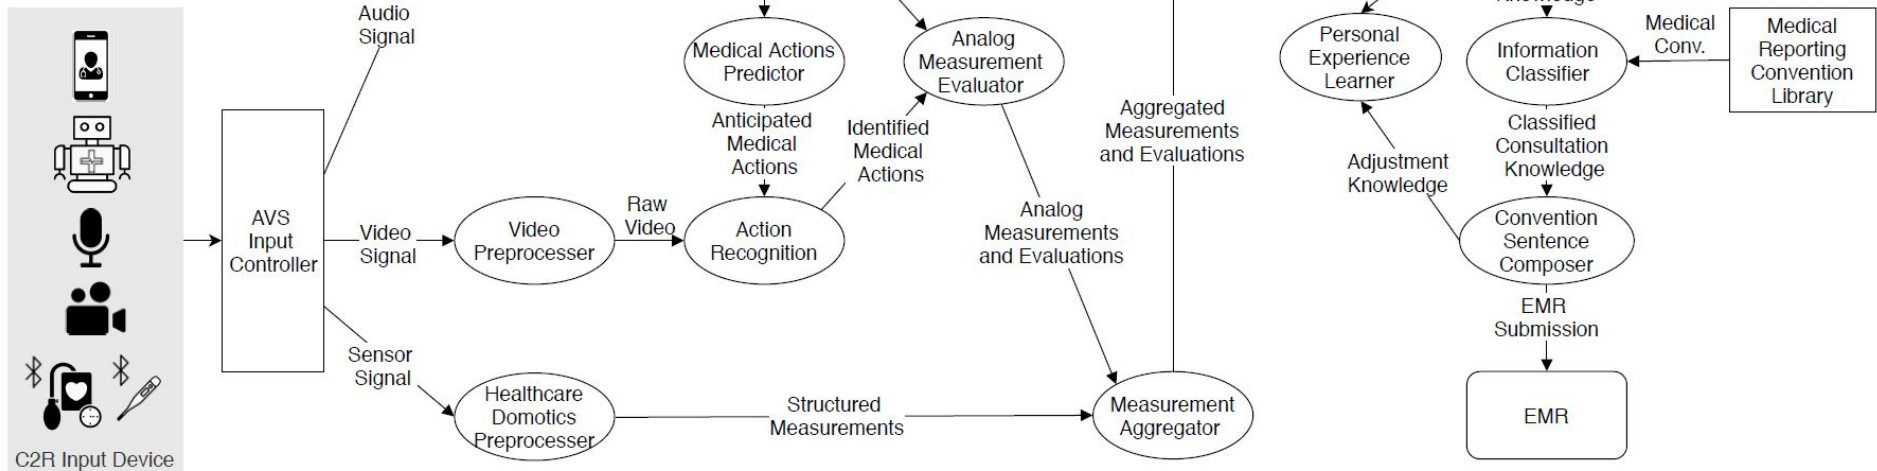 Audio
Signal
Medical Actions
Predictor
Analog
Measurement
Evaluator
Personal
Experience
Learner
Knowledge
Information
Classifier
Medical
Conv.
Medical
Reporting
Convention
Library
Anticipated
Medical
Actions
Identified
Medical
Actions
Aggregated
Measurements
and Evaluations
Classified
Consultation
Knowledge
Adjustment
Knowledge
AVS
Input
Controller
Video
Signal
Video
Preprocesser
Raw
Video
Action
Recognition
Analog
Measurements
and Evaluations
Convention
Sentence
Composer
EMR
Submission
Sensor
Signal
Healthcare
Domotics
Preprocesser
Structured
Measurements
Measurement
Aggregator
EMR
C2R Input Device